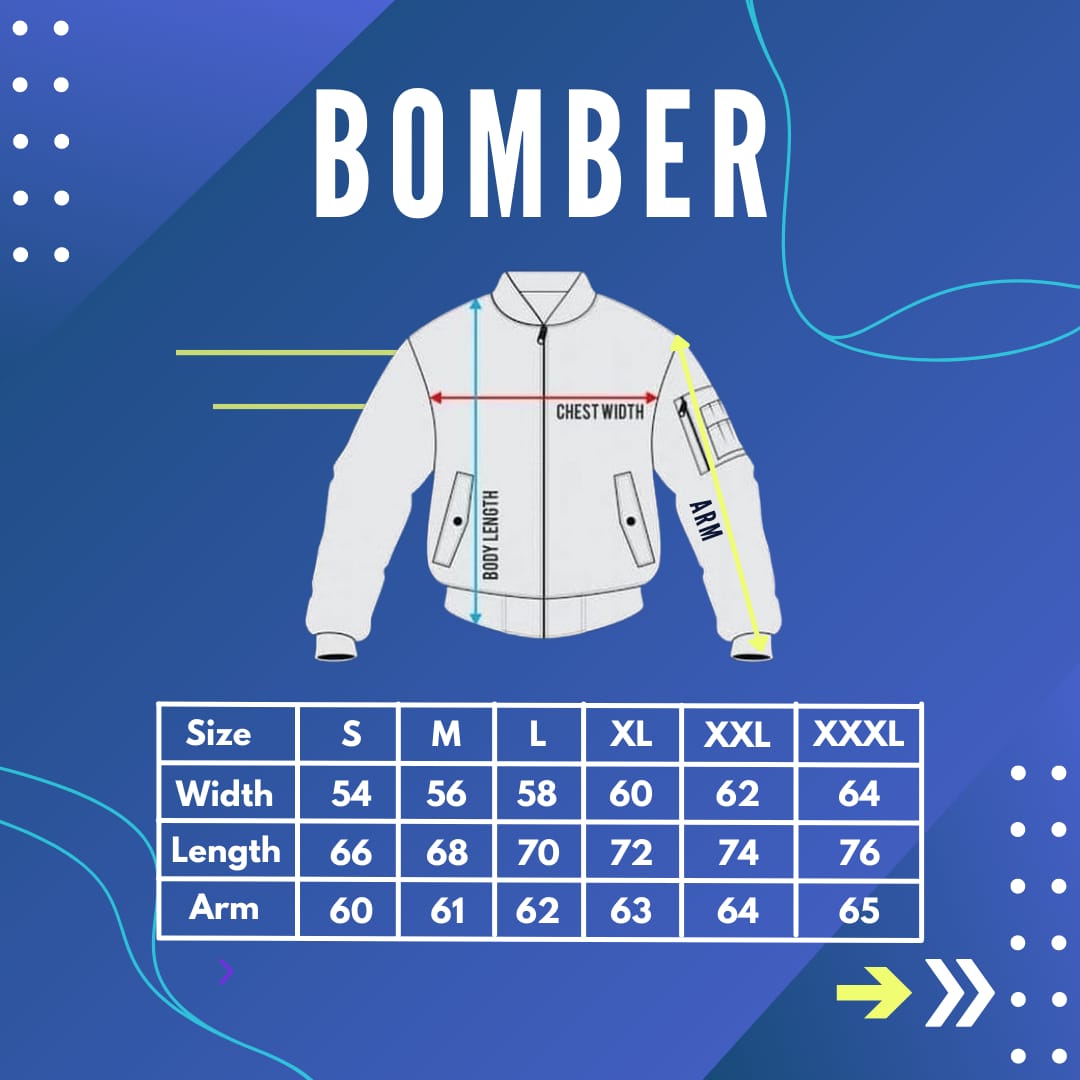 BOMBER
CHEST WIDTH
BODY LENGTH
ARM
Size S M L XL XXL XXXL
Width 54 56 58 60 62 64
Length 66 68 70 72 74 76
Arm 60 61 62 63 64 65